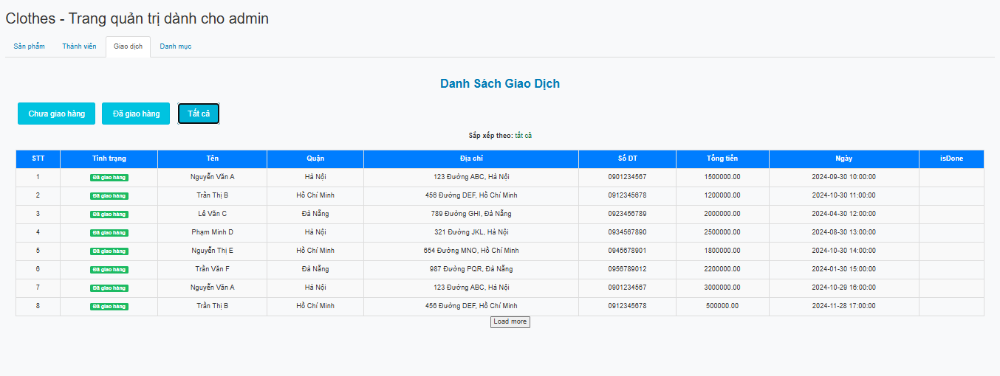 Clothes - Trang quản trị dành cho admin
Sản phẩm Thành viên Giao dịch Danh mục
Danh Sách Giao Dịch
Chưa giao hàng Đã giao hàng Tất cả
Sắp xếp theo: tất cả
STT Tình trạng Tên Quận Địa chỉ Số DT Tổng tiền Ngày isDone
1 Đã giao hàng Nguyễn Văn A Hà Nội 123 Đường ABC, Hà Nội 0901234567 1500000.00 2024-09-30 10:00:00
2 Đã giao hàng Trần Thị B Hồ Chí Minh 456 Đường DEF, Hồ Chí Minh 0912345678 1200000.00 2024-10-30 11:00:00
3 Đã giao hàng Lê Văn C Đà Nẵng 789 Đường GHI, Đà Nẵng 0923456789 2000000.00 2024-04-30 12:00:00
4 Đã giao hàng Phạm Minh D Hà Nội 321 Đường JKL, Hà Nội 0934567890 2500000.00 2024-08-30 13:00:00
5 Đã giao hàng Nguyễn Thị E Hồ Chí Minh 654 Đường MNO, Hồ Chí Minh 0945678901 1800000.00 2024-10-30 14:00:00
6 Đã giao hàng Trần Văn F Đà Nẵng 987 Đường PQR, Đà Nẵng 0956789012 2200000.00 2024-01-30 15:00:00
7 Đã giao hàng Nguyễn Văn A Hà Nội 123 Đường ABC, Hà Nội 0901234567 3000000.00 2024-10-29 16:00:00
8 Đã giao hàng Trần Thị B Hồ Chí Minh 456 Đường DEF, Hồ Chí Minh 0912345678 500000.00 2024-11-28 17:00:00
Load more